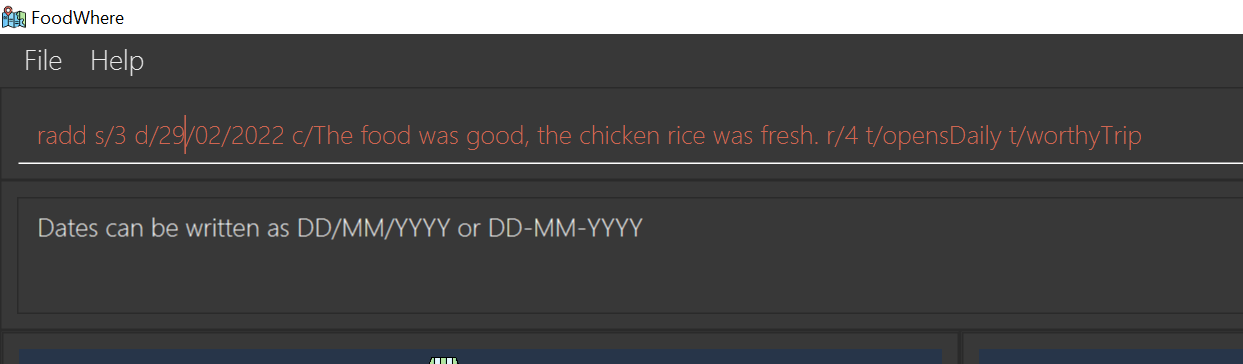 FoodWhere
File Help
radd s/3 d/29/02/2022 c/The food was good, the chicken rice was fresh. r/4 t/opensDaily t/worthyTrip
Dates can be written as DD/MM/YYYY or DD-MM-YYYY